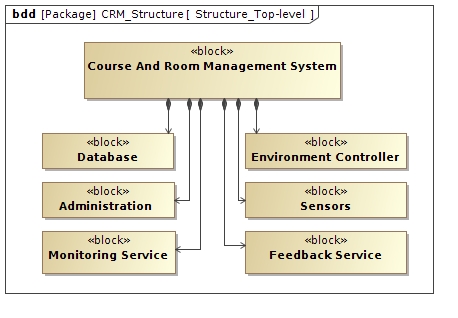 bdd [Package] CRM_Structure[ Structure_Top-level ]
«block»
Course And Room Management System
«block»
Database
«block»
Environment Controller
«block»
Administration
«block»
Sensors
«block»
Monitoring Service
«block»
Feedback Service